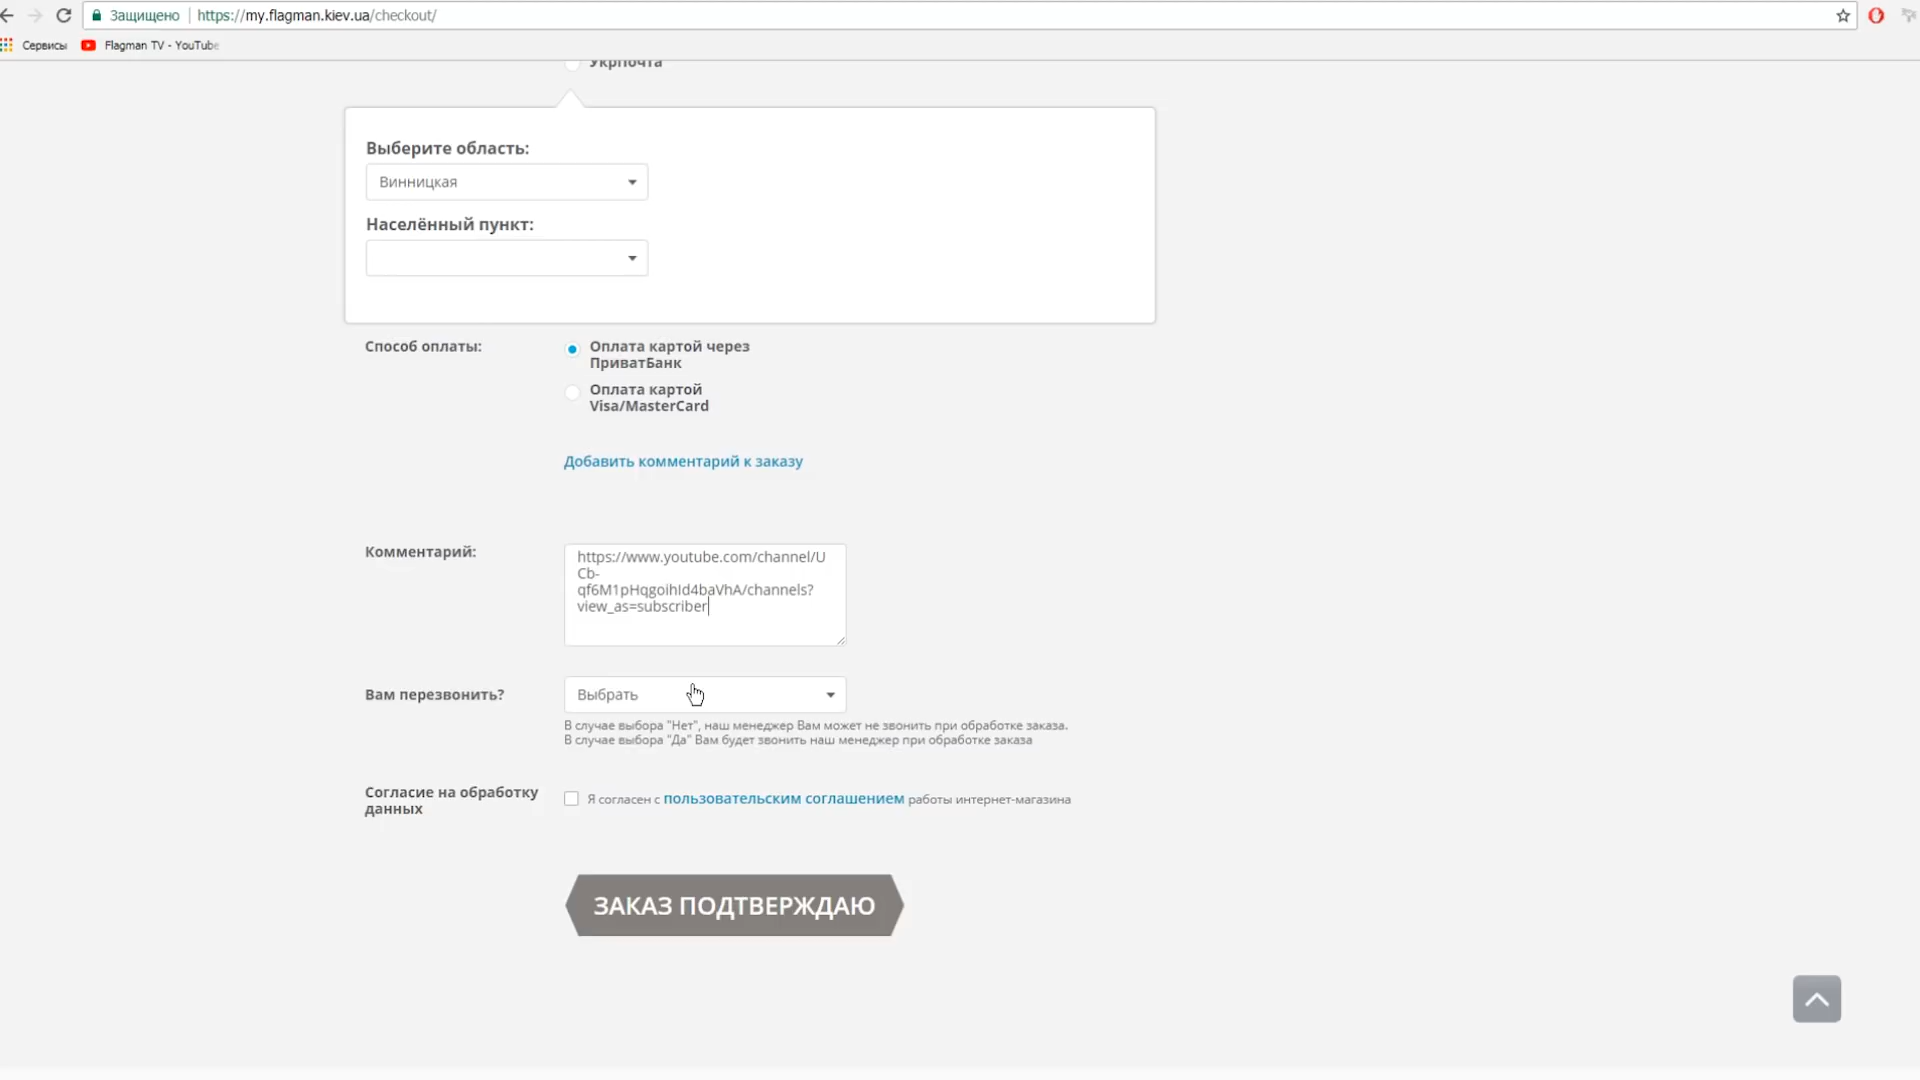 Защищено https://my.flagman.kiev.ua/checkout/
Сервисы Flagman TV - YouTube
Укрпочта
Выберите область:
Винницкая
Населённый пункт:
Способ оплаты:
Оплата картой через
ПриватБанк
Оплата картой
Visa/MasterCard
Добавить комментарий к заказу
Комментарий:
https://www.youtube.com/channel/U
Cb-
qf6M1pHqgoihId4baVhA/channels?
view_as=subscriber
Вам перезвонить?
Выбрать
В случае выбора "Нет", наш менеджер Вам может не звонить при обработке заказа.
В случае выбора "Да" Вам будет звонить наш менеджер при обработке заказа
Согласие на обработку
данных
Я согласен с пользовательским соглашением работы интернет-магазина
ЗАКАЗ ПОДТВЕРЖДАЮ